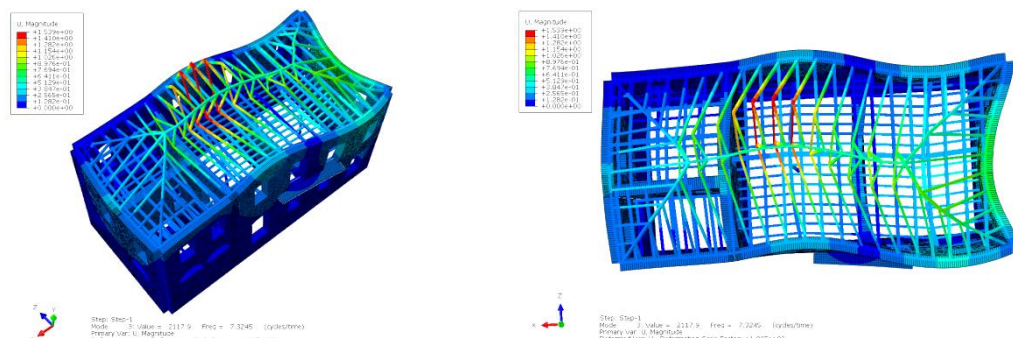 U, Magnitude
+1.539e+00
+1.410e+00
+1.282e+00
+1.154e+00
+1.026e+00
+8.976e-01
+7.694e-01
+6.411e-01
+5.129e-01
+3.847e-01
+2.565e-01
+1.282e-01
+0.000e+00
Z Y
Step: Step-1
Mode 3: Value = 2117.9 Freq = 7.3245 (cycles/time)
Primary Var: U, Magnitude
U, Magnitude
+1.539e+00
+1.410e+00
+1.282e+00
+1.154e+00
+1.026e+00
+8.976e-01
+7.694e-01
+6.411e-01
+5.129e-01
+3.847e-01
+2.565e-01
+1.282e-01
+0.000e+00
Z
X
Step: Step-1
Mode 3: Value = 2117.9 Freq = 7.3245 (cycles/time)
Primary Var: U, Magnitude